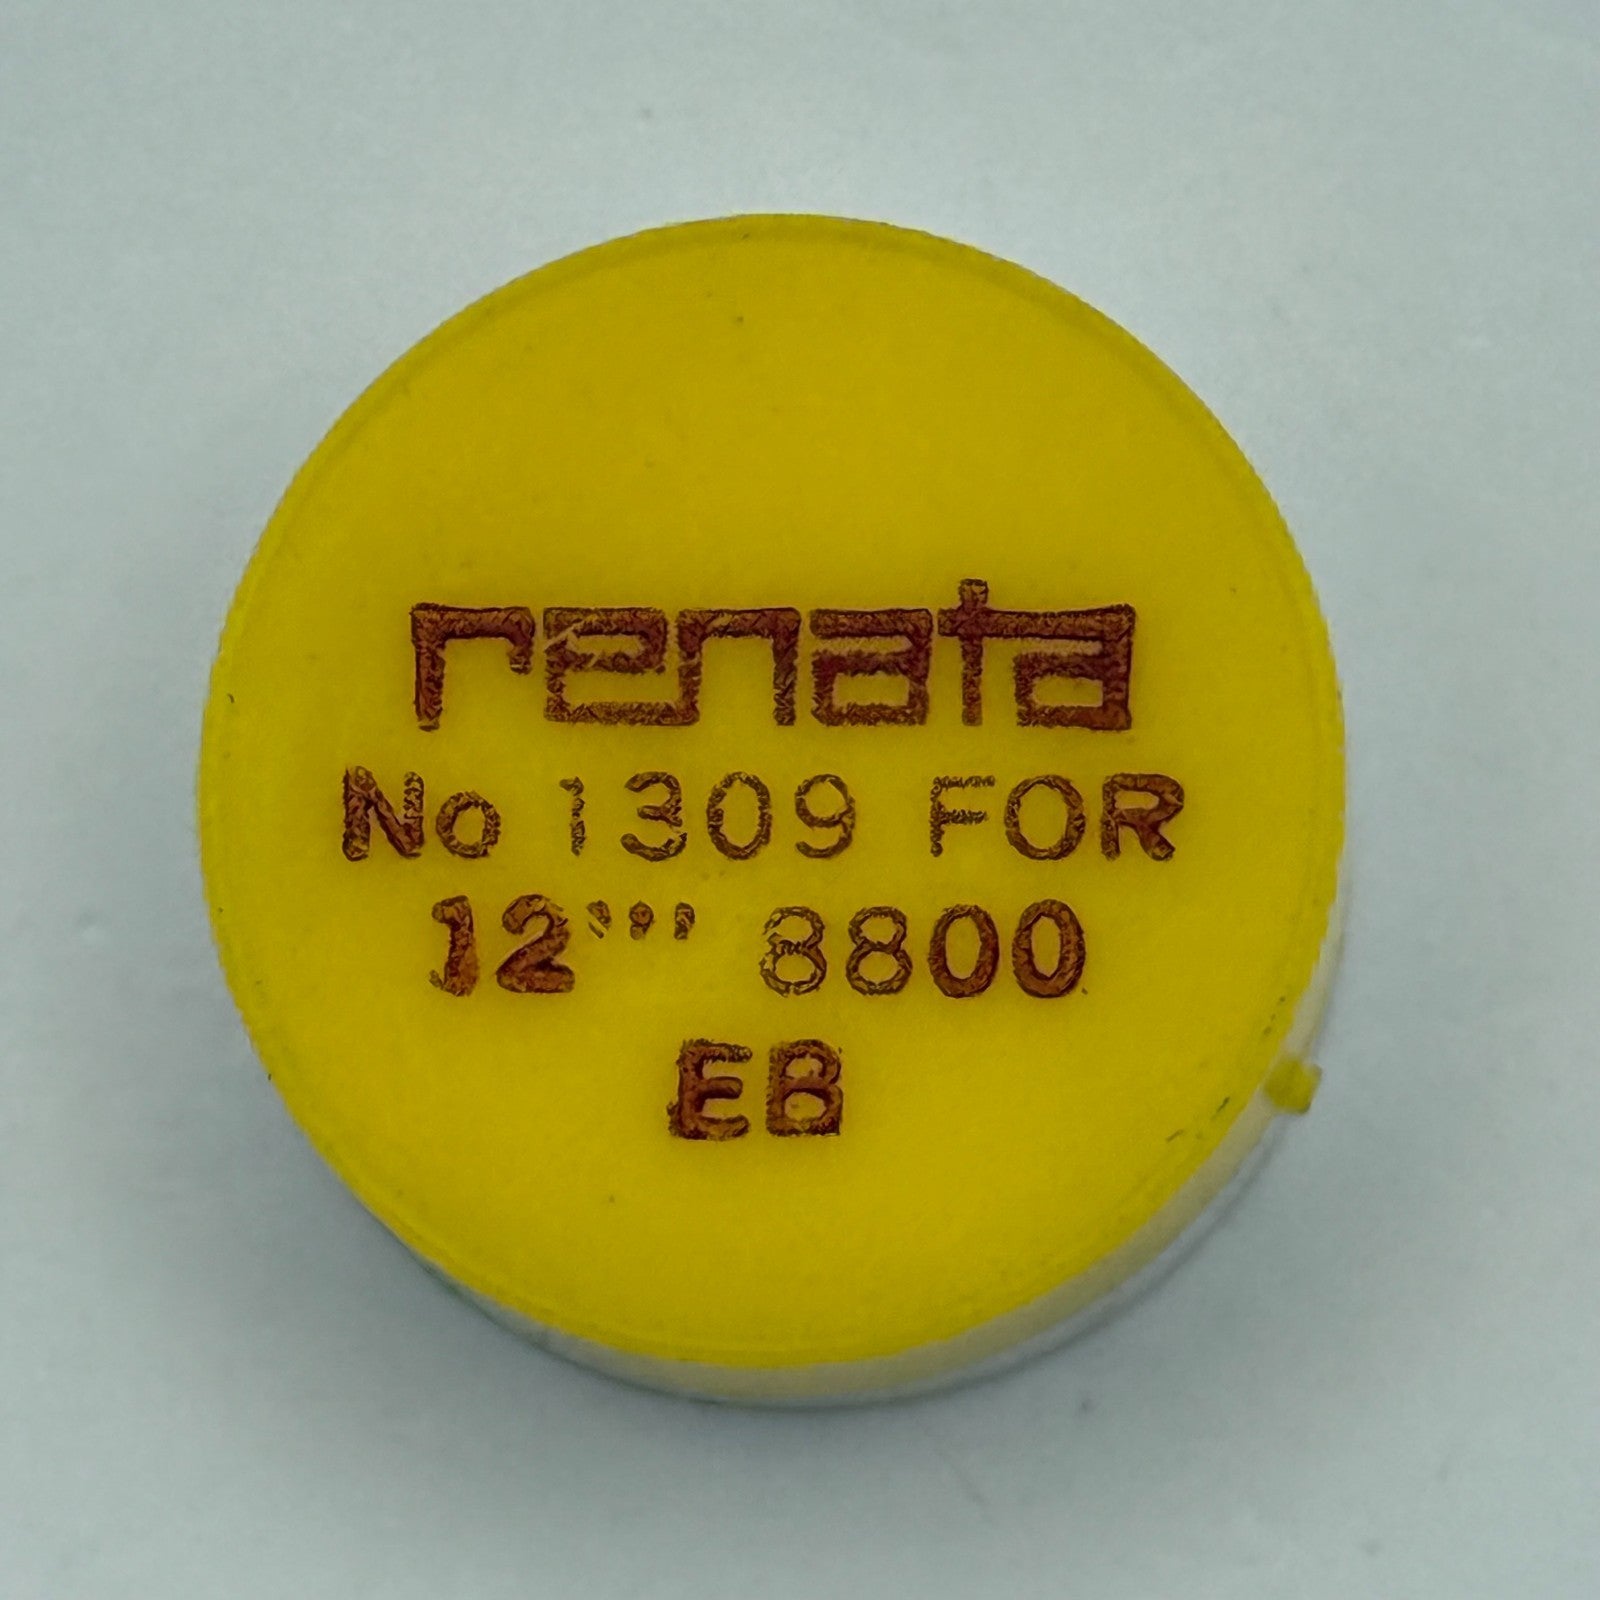 renata
No 1309 FOR
12''' 8800
EB